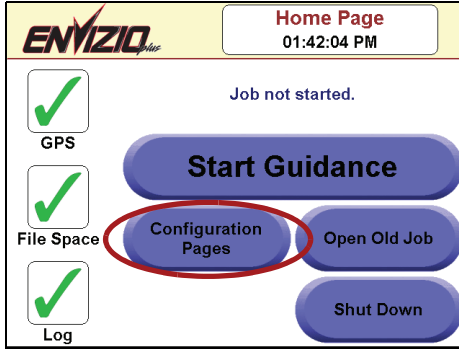 ENVIZIO plus
Home Page
01:42:04 PM
Job not started.
GPS
Start Guidance
File Space
Configuration
Pages
Open Old Job
Log
Shut Down